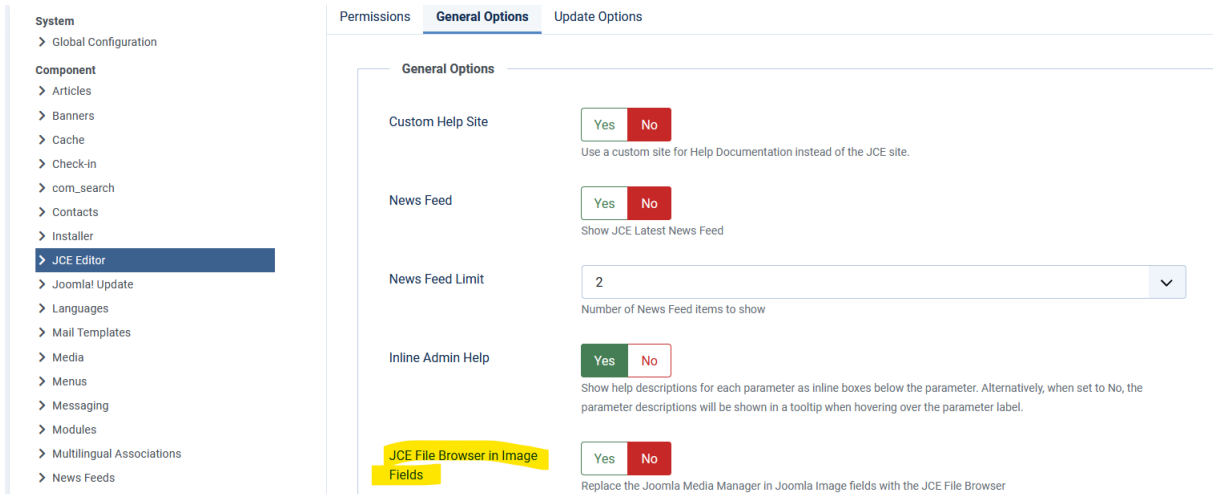 System
Global Configuration
Component
Articles
Banners
Cache
Check-in
com_search
Contacts
Installer
JCE Editor
Joomla! Update
Languages
Mail Templates
Media
Menus
Messaging
Modules
Multilingual Associations
News Feeds
Permissions
General Options
Update Options
General Options
Custom Help Site
Yes
No
Use a custom site for Help Documentation instead of the JCE site.
News Feed
Yes
No
Show JCE Latest News Feed
News Feed Limit
2
Number of News Feed items to show
Inline Admin Help
Yes
No
Show help descriptions for each parameter as inline boxes below the parameter. Alternatively, when set to No, the
parameter descriptions will be shown in a tooltip when hovering over the parameter label.
JCE File Browser in Image
Fields
Yes
No
Replace the Joomla Media Manager in Joomla Image fields with the JCE File Browser